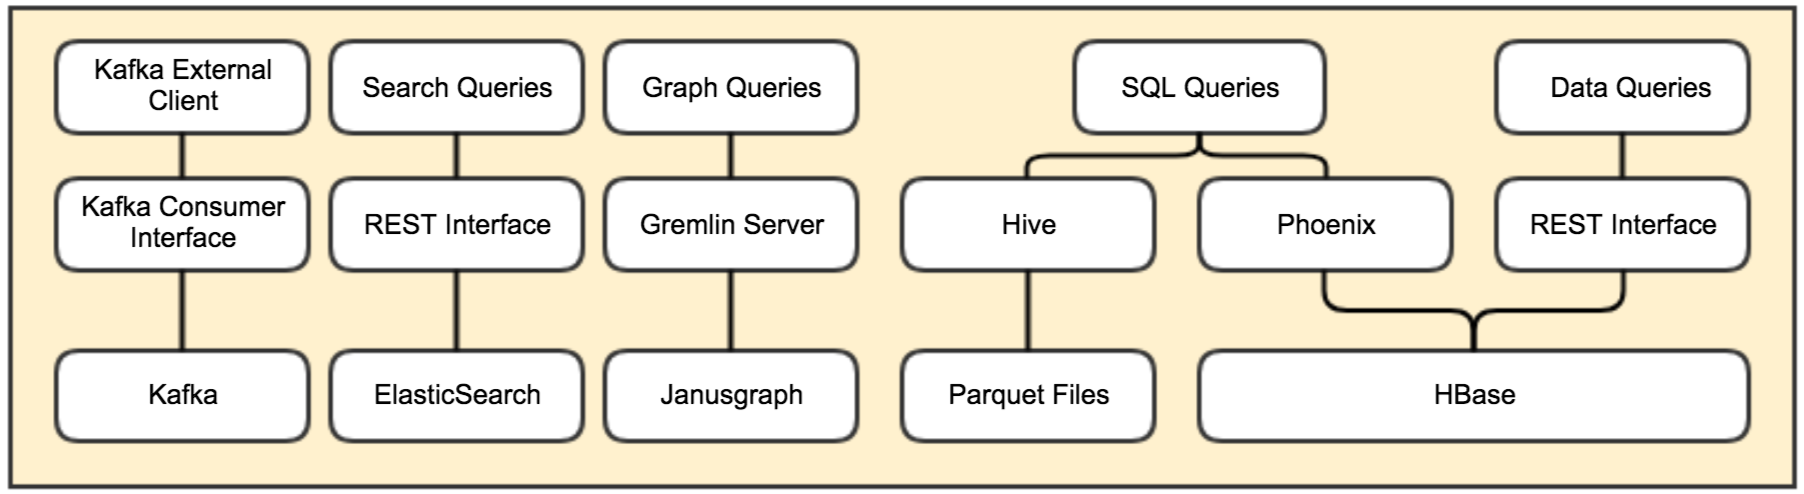 Kafka External
Client
Search Queries
Graph Queries
SQL Queries
Data Queries
Kafka Consumer
Interface
REST Interface
Gremlin Server
Hive
Phoenix
REST Interface
Kafka
ElasticSearch
Janusgraph
Parquet Files
HBase